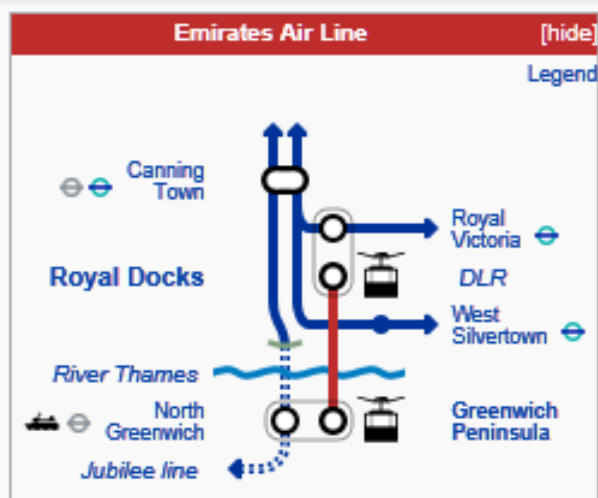 Emirates Air Line [hide]
Legend
Canning
Town
Royal
Victoria
Royal Docks
DLR
West
Silvertown
River Thames
North
Greenwich
Greenwich
Peninsula
Jubilee line